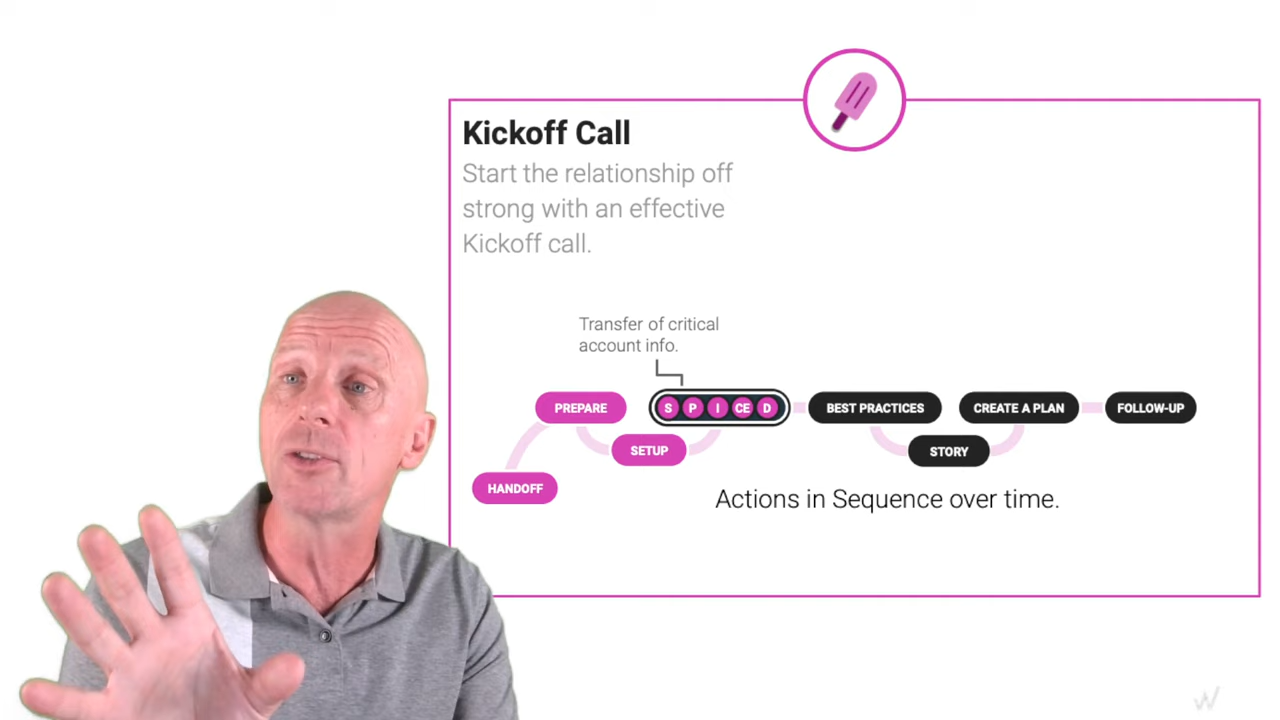 Kickoff Call
Start the relationship off
strong with an effective
Kickoff call.
Transfer of critical
account info.
PREPARE
S P I CE D
BEST PRACTICES
CREATE A PLAN
FOLLOW-UP
SETUP
STORY
HANDOFF
Actions in Sequence over time.
W